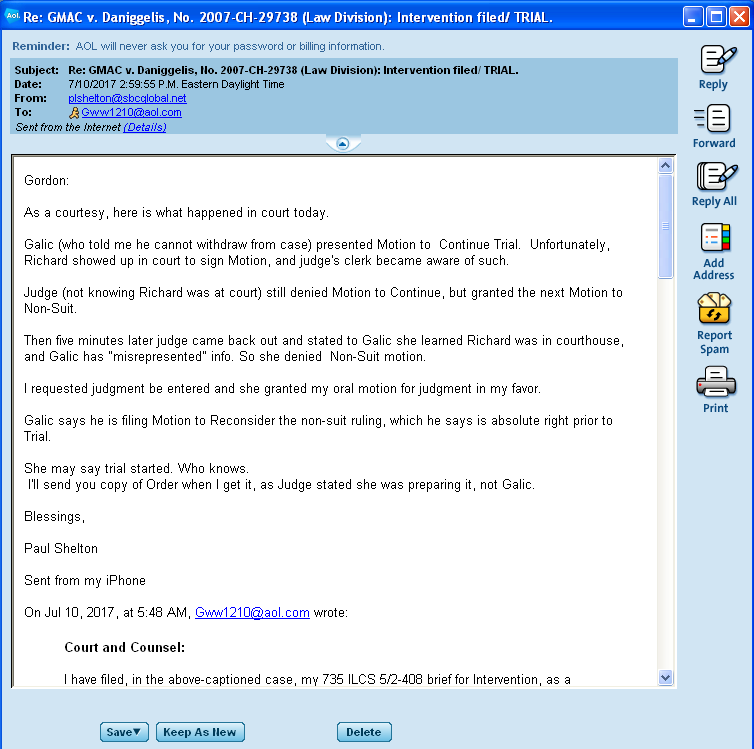 AOL Re: GMAC v. Daniggelis, No. 2007-CH-29738 (Law Division): Intervention filed/ TRIAL.
Reminder: AOL will never ask you for your password or billing information.
Subject: Re: GMAC v. Daniggelis, No. 2007-CH-29738 (Law Division): Intervention filed/ TRIAL.
Date: 7/10/2017 2:59:55 P.M. Eastern Daylight Time
From: plshelton@sbcglobal.net
To: Gww1210@aol.com
Sent from the Internet (Details)
Reply
Forward
Reply All
Add
Address
Report
Spam
Print
Gordon:
As a courtesy, here is what happened in court today.
Galic (who told me he cannot withdraw from case) presented Motion to  Continue Trial.  Unfortunately,
Richard showed up in court to sign Motion, and judge's clerk became aware of such.
Judge (not knowing Richard was at court) still denied Motion to Continue, but granted the next Motion to
Non-Suit.
Then five minutes later judge came back out and stated to Galic she learned Richard was in courthouse,
and Galic has "misrepresented" info. So she denied  Non-Suit motion.
I requested judgment be entered and she granted my oral motion for judgment in my favor.
Galic says he is filing Motion to Reconsider the non-suit ruling, which he says is absolute right prior to
Trial.
She may say trial started. Who knows.
I'll send you copy of Order when I get it, as Judge stated she was preparing it, not Galic.
Blessings,
Paul Shelton
Sent from my iPhone
On Jul 10, 2017, at 5:48 AM, Gww1210@aol.com wrote:
Court and Counsel:
I have filed, in the above-captioned case, my 735 ILCS 5/2-408 brief for Intervention, as a
Save▼
Keep As New
Delete